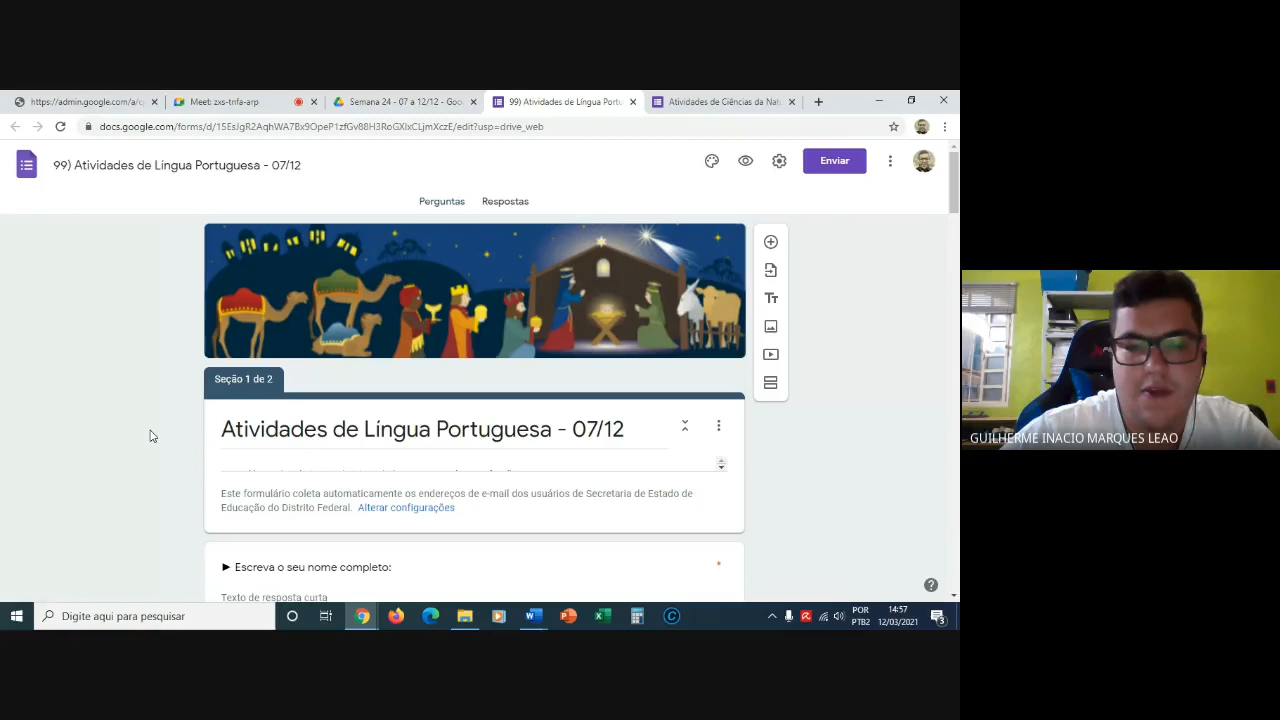 https://admin.google.com/a/c
Meet: zxs-tnfa-arp
Semana 24 - 07 a 12/12 - Goo
99) Atividades de Língua Portu
Atividades de Ciências da Nat
docs.google.com/forms/d/15EsJgR2AqhWA7Bx9OpeP1zfGv88H3RoGXlxCLjmXczE/edit?usp=drive_web
99) Atividades de Língua Portuguesa - 07/12
Enviar
Perguntas
Respostas
Tt
Seção 1 de 2
Atividades de Língua Portuguesa - 07/12
Este formulário coleta automaticamente os endereços de e-mail dos usuários de Secretaria de Estado de
Educação do Distrito Federal. Alterar configurações
► Escreva o seu nome completo:
*
Texto de resposta curta
GUILHERME INACIO MARQUES LEAO
Digite aqui para pesquisar
POR
PTB2
14:57
12/03/2021
3